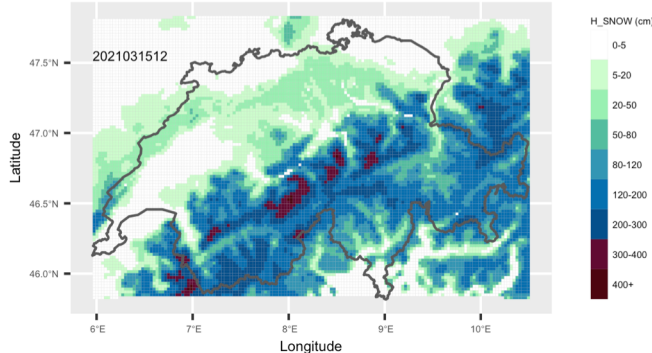 H_SNOW (cm)
2021031512
0-5
5-20
20-50
50-80
80-120
120-200
200-300
300-400
400+
47.5°N
47.0°N
46.5°N
46.0°N
Latitude
6°E 7°E 8°E 9°E 10°E
Longitude